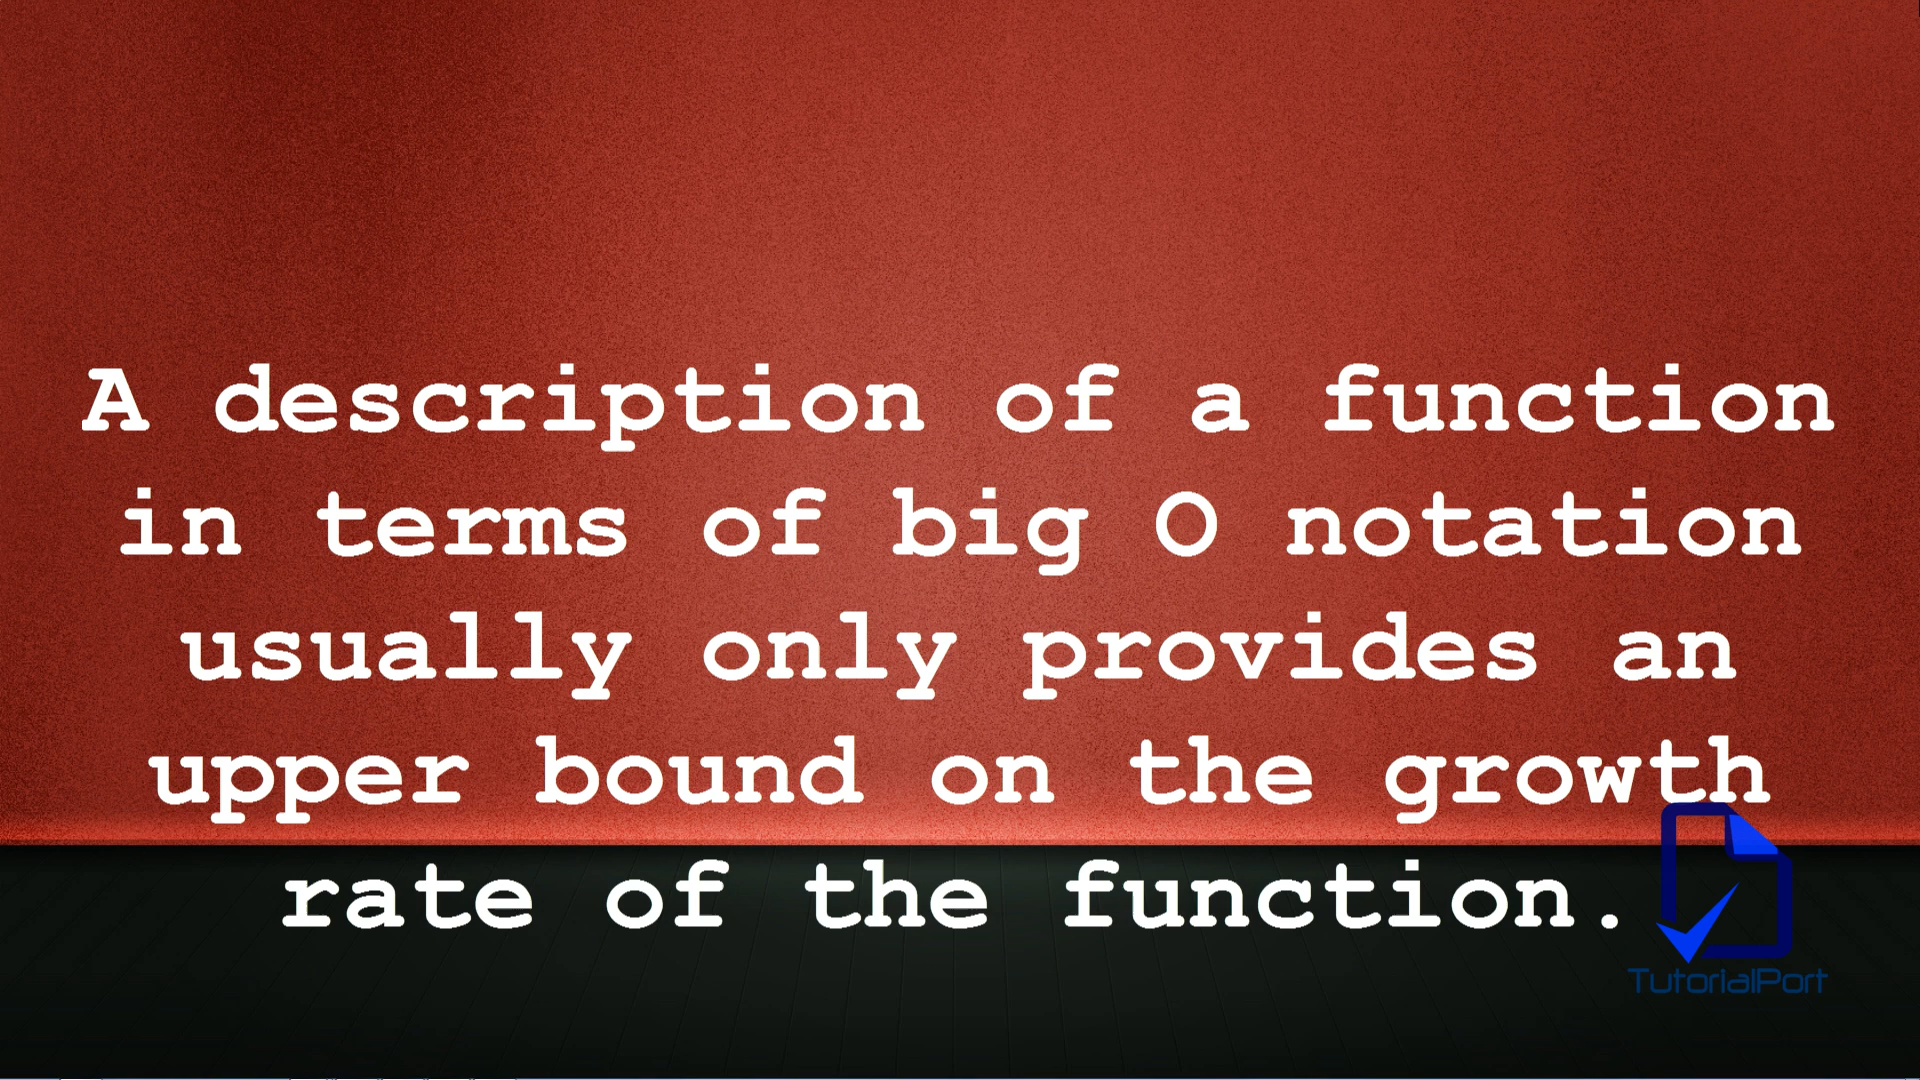 A description of a function
in terms of big O notation
usually only provides an
upper bound on the growth
rate of the function.
TutorialPort